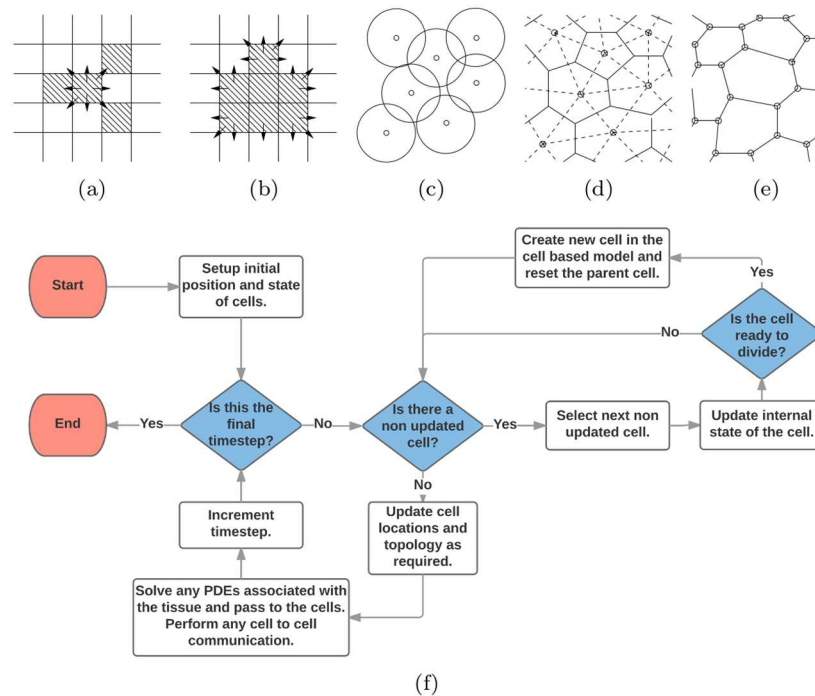 (a)
(b)
(c)
(d)
(e)
Start
Setup initial
position and state
of cells.
Create new cell in the
cell based model and
reset the parent cell.
Yes
Is the cell
ready to
divide?
No
End
Yes
Is this the
final
timestep?
No
Is there a
non updated
cell?
Yes
Select next non
updated cell.
Update internal
state of the cell.
No
Increment
timestep.
Update cell
locations and
topology as
required.
Solve any PDEs associated with
the tissue and pass to the cells.
Perform any cell to cell
communication.
(f)